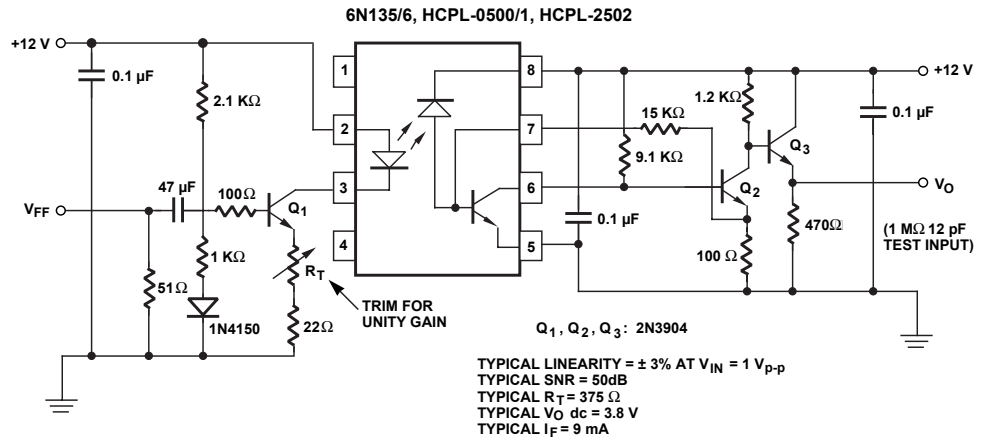 6N135/6, HCPL-0500/1, HCPL-2502
+12 V
0.1 µF
2.1 KΩ
47 µF
VFF
100Ω
Q1
1 KΩ
RT
51Ω
1N4150
22Ω
TRIM FOR
UNITY GAIN
1
2
3
4
8
7
6
5
+12 V
1.2 KΩ
15 KΩ
0.1 µF
9.1 KΩ
Q3
Q2
VO
0.1 µF
470Ω
(1 MΩ 12 pF
TEST INPUT)
100 Ω
Q1 , Q2 , Q3 : 2N3904
TYPICAL LINEARITY = ± 3% AT VIN = 1 Vp-p
TYPICAL SNR = 50dB
TYPICAL RT = 375 Ω
TYPICAL VO dc = 3.8 V
TYPICAL IF = 9 mA